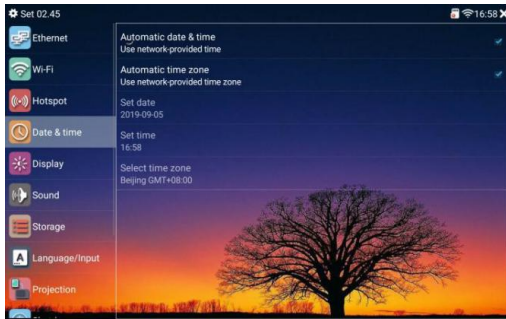 Set 02.45
16:58
Ethernet
Wi-Fi
Hotspot
Date & time
Display
Sound
Storage
Language/Input
Projection
Automatic date & time
Use network-provided time
Automatic time zone
Use network-provided time zone
Set date
2019-09-05
Set time
16:58
Select time zone
Beijing GMT+08:00